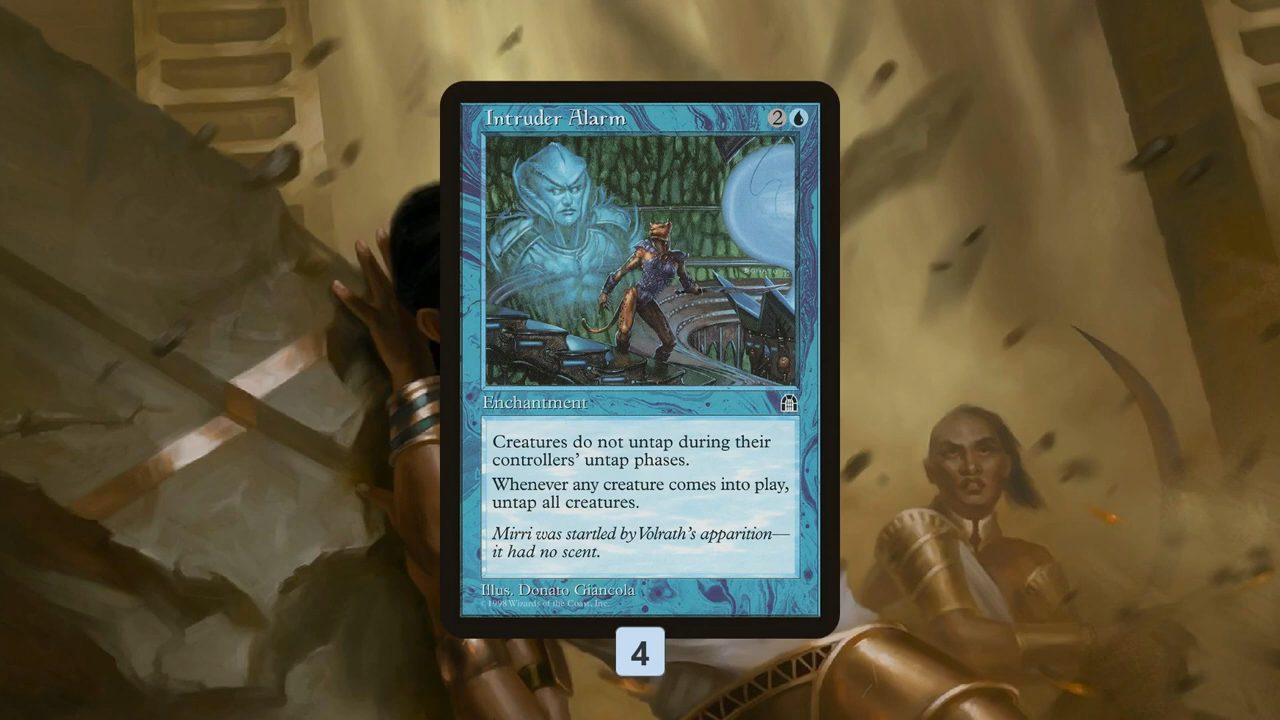 Intruder Alarm 2
Enchantment
Creatures do not untap during their
controllers' untap phases.
Whenever any creature comes into play,
untap all creatures.
Mirri was startled by Volrath's apparition—
it had no scent.
Illus. Donato Giancola
©1998 Wizards of the Coast, Inc.
4